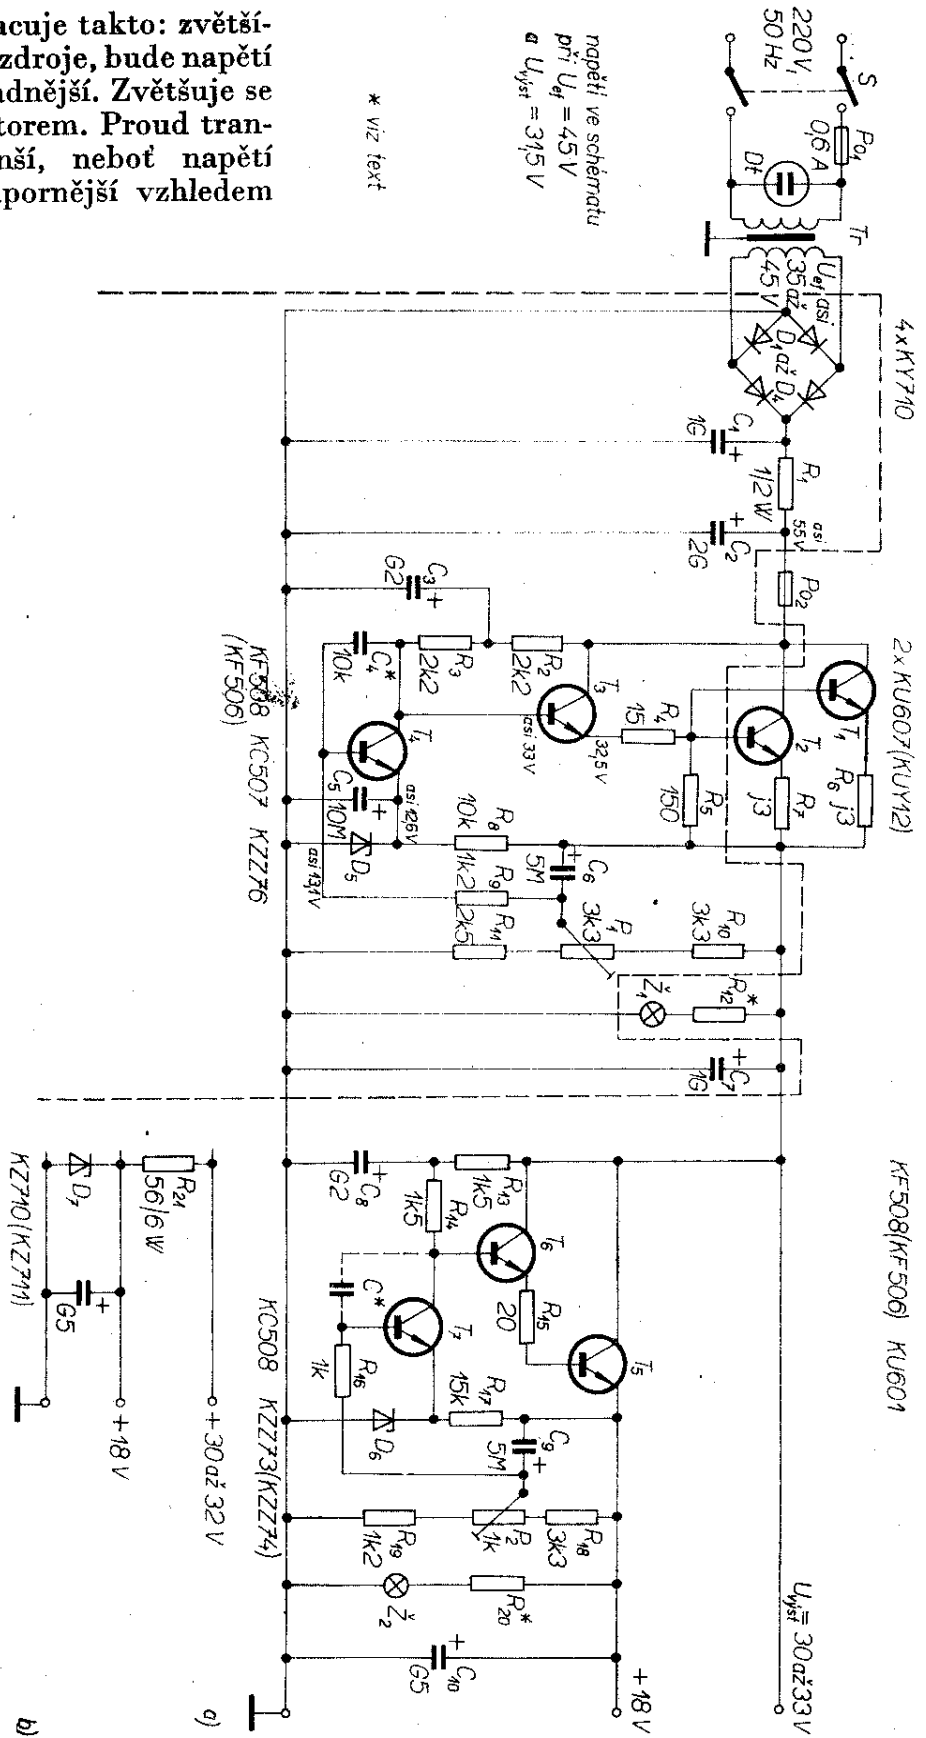 acuje takto: zvětší-
zdroje, bude napětí
adnější. Zvětšuje se
torem. Proud tran-
nší, neboť napětí
pornější vzhledem
napětí ve schématu
při Uef = 45 V
a Uvýst = 31,5 V
* viz text
220 V,
50 Hz
S
Po1
0,6 A
Dt
Tr
Uef asi
35 až
45 V
4xKY710
D1 až D4
C1
1G
+
R1
1/2 W
asi
55 V
+ C2
2G
Po2
2xKU607(KUY12)
T1
R6
j3
T2
R7
j3
T3
R4
15
R5
150
32,5 V
asi 33 V
R2
2k2
R3
2k2
C3 +
G2
C4*
10k
T4
C5 +
10M
asi 12,6 V
D5
asi 13,1 V
R8
10k
R9
1k2
C6 +
5M
R10
3k3
P1
3k3
R11
2k5
R12*
Ž1
+ C7
1G
KF508 KC507 KZZ76
(KF506)
KF508(KF506) KU601
R13
1k5
R14
1k5
+ C8
G2
T6
R15
20
T5
C*
T7
R16
1k
R17
15k
D6
C9 +
5M
R18
3k3
P2
1k
R19
1k2
R20*
Ž2
+ C10
G5
KC508 KZZ73(KZZ74)
Uvýst = 30 až 33 V
+18 V
a)
R21
56/6 W
D7
+
G5
KZ710(KZ711)
+30 až 32 V
+18 V
b)